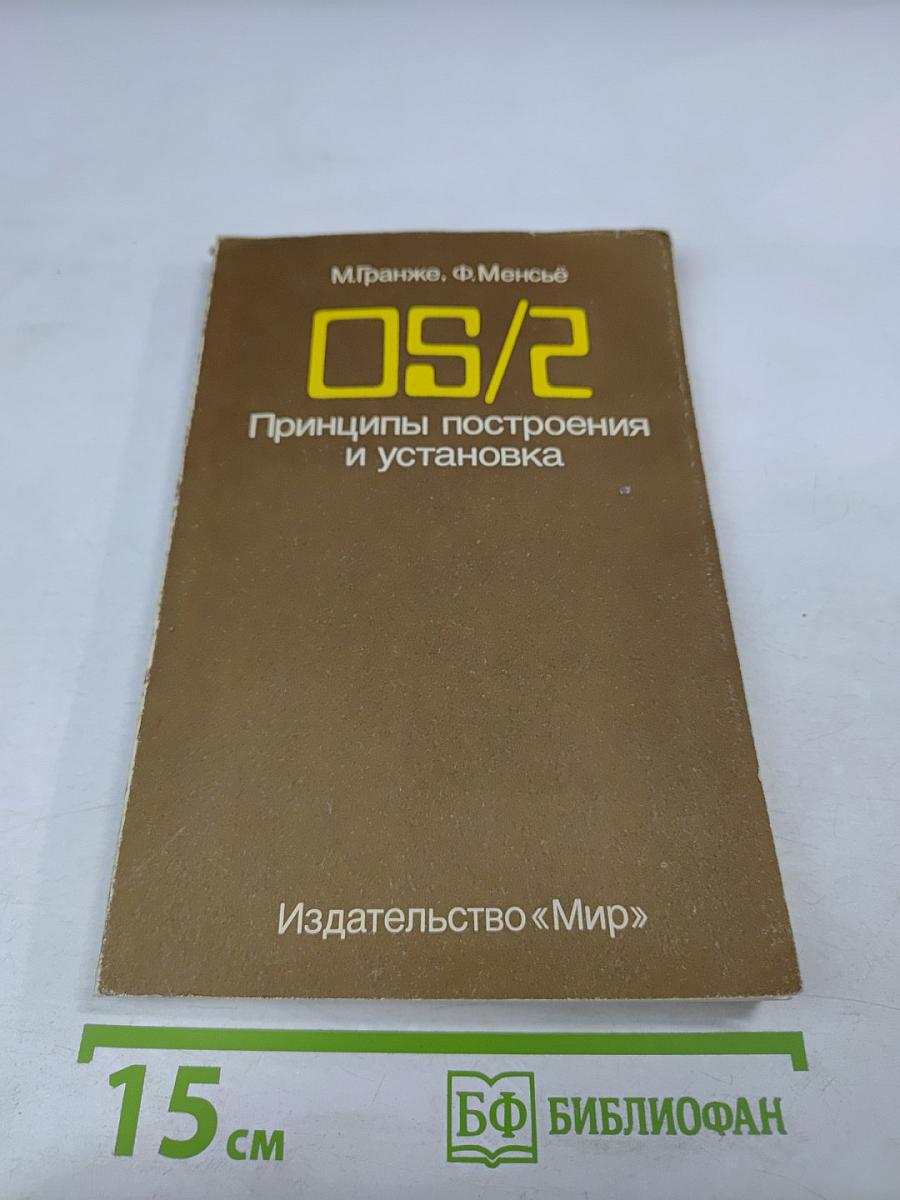 М.Гранже, Ф.Менсьё
OS/2
Принципы построения
и установка
Издательство «Мир»
15 см
БФ БИБЛИОФАН